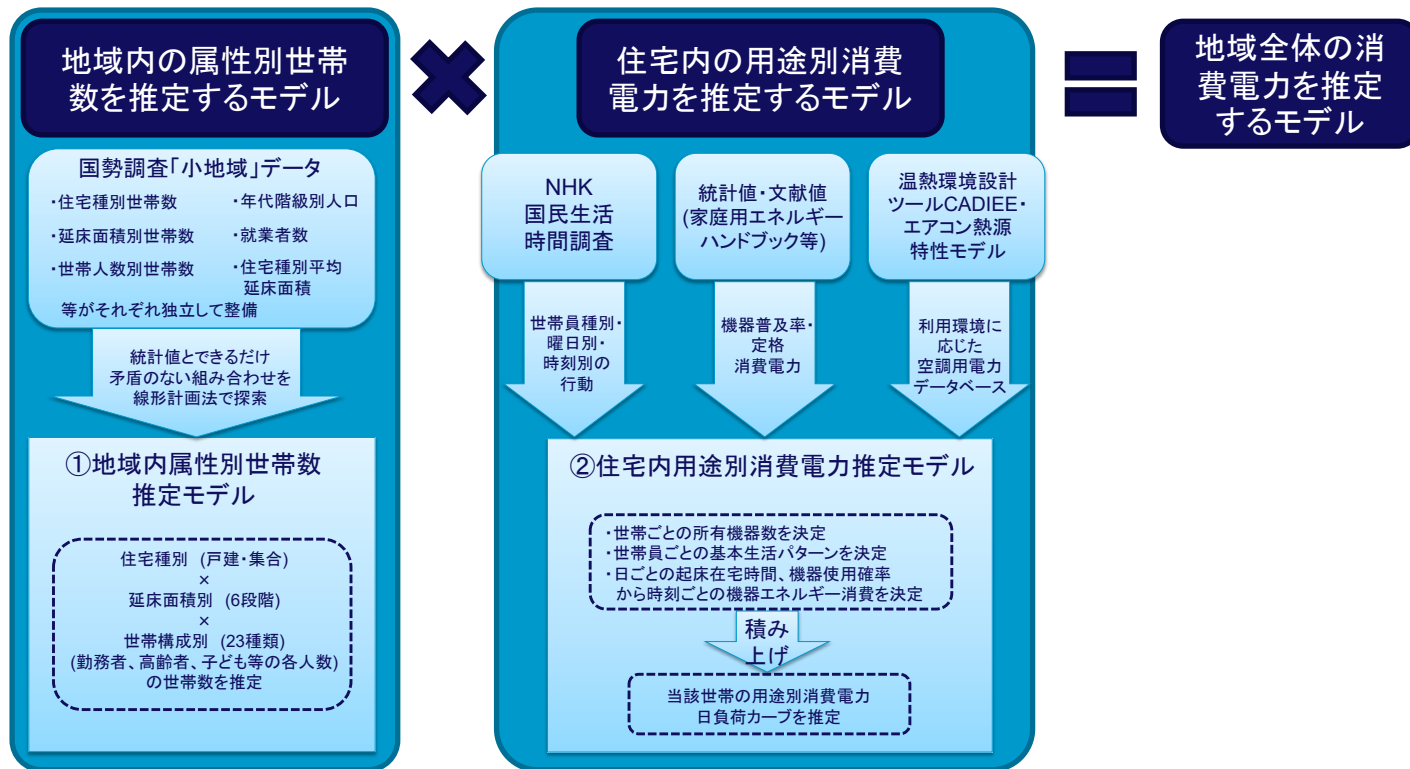 地域内の属性別世帯
数を推定するモデル
国勢調査「小地域」データ
・住宅種別世帯数
・延床面積別世帯数
・世帯人数別世帯数
・年代階級別人口
・就業者数
・住宅種別平均
延床面積
等がそれぞれ独立して整備
統計値とできるだけ
矛盾のない組み合わせを
線形計画法で探索
①地域内属性別世帯数
推定モデル
住宅種別 (戸建・集合)
×
延床面積別 (6段階)
×
世帯構成別 (23種類)
(勤務者、高齢者、子ども等の各人数)
の世帯数を推定
住宅内の用途別消費
電力を推定するモデル
NHK
国民生活
時間調査
統計値・文献値
(家庭用エネルギー
ハンドブック等)
温熱環境設計
ツールCADIEE・
エアコン熱源
特性モデル
世帯員種別・
曜日別・
時刻別の
行動
機器普及率・
定格
消費電力
利用環境に
応じた
空調用電力
データベース
②住宅内用途別消費電力推定モデル
・世帯ごとの所有機器数を決定
・世帯員ごとの基本生活パターンを決定
・日ごとの起床在宅時間、機器使用確率
から時刻ごとの機器エネルギー消費を決定
積み
上げ
当該世帯の用途別消費電力
日負荷カーブを推定
地域全体の消
費電力を推定
するモデル